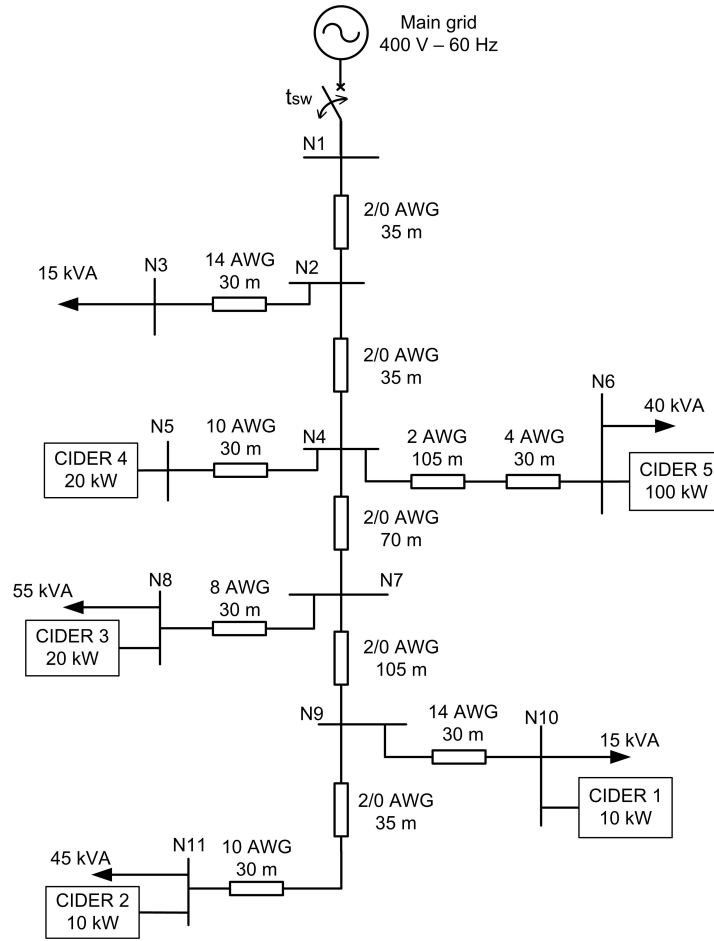 Main grid
400 V – 60 Hz
tsw
N1
2/0 AWG
35 m
14 AWG
30 m
N2
N3
15 kVA
2/0 AWG
35 m
N6
40 kVA
CIDER 5
100 kW
N5
10 AWG
30 m
N4
2 AWG
105 m
4 AWG
30 m
CIDER 4
20 kW
2/0 AWG
70 m
N8
8 AWG
30 m
N7
55 kVA
CIDER 3
20 kW
2/0 AWG
105 m
N9
14 AWG
30 m
N10
15 kVA
CIDER 1
10 kW
2/0 AWG
35 m
N11
10 AWG
30 m
45 kVA
CIDER 2
10 kW